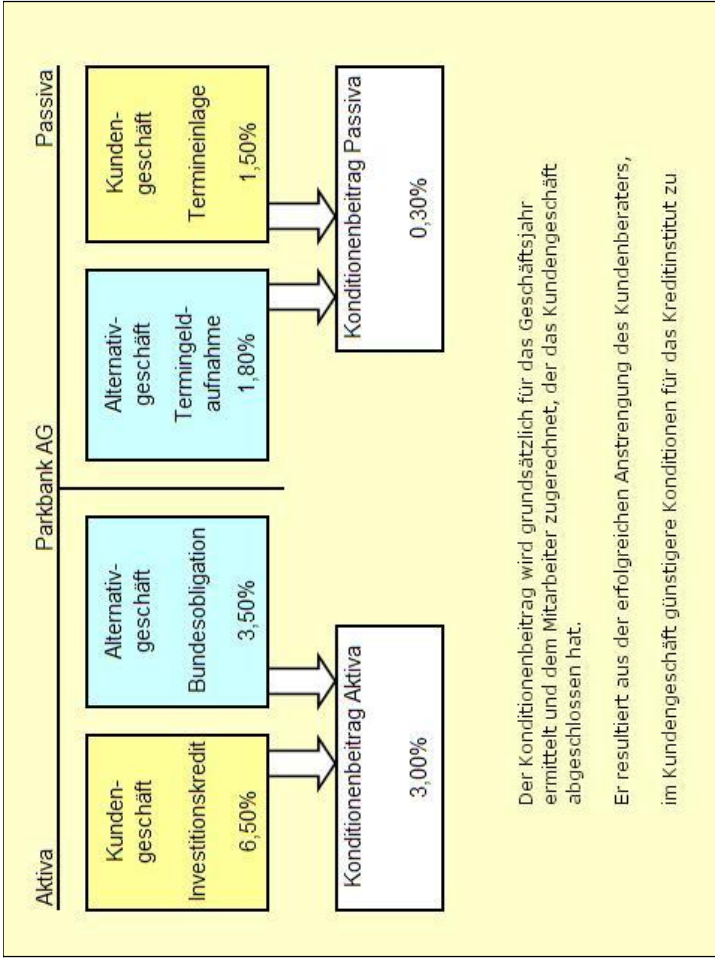 Aktiva
Parkbank AG
Passiva
Kunden-
geschäft
Investitionskredit
6,50%
Alternativ-
geschäft
Bundesobligation
3,50%
Alternativ-
geschäft
Termingeld-
aufnahme
1,80%
Kunden-
geschäft
Termineinlage
1,50%
Konditionenbeitrag Aktiva
3,00%
Konditionenbeitrag Passiva
0,30%
Der Konditionenbeitrag wird grundsätzlich für das Geschäftsjahr
ermittelt und dem Mitarbeiter zugerechnet, der das Kundengeschäft
abgeschlossen hat.
Er resultiert aus der erfolgreichen Anstrengung des Kundenberaters,
im Kundengeschäft günstigere Konditionen für das Kreditinstitut zu